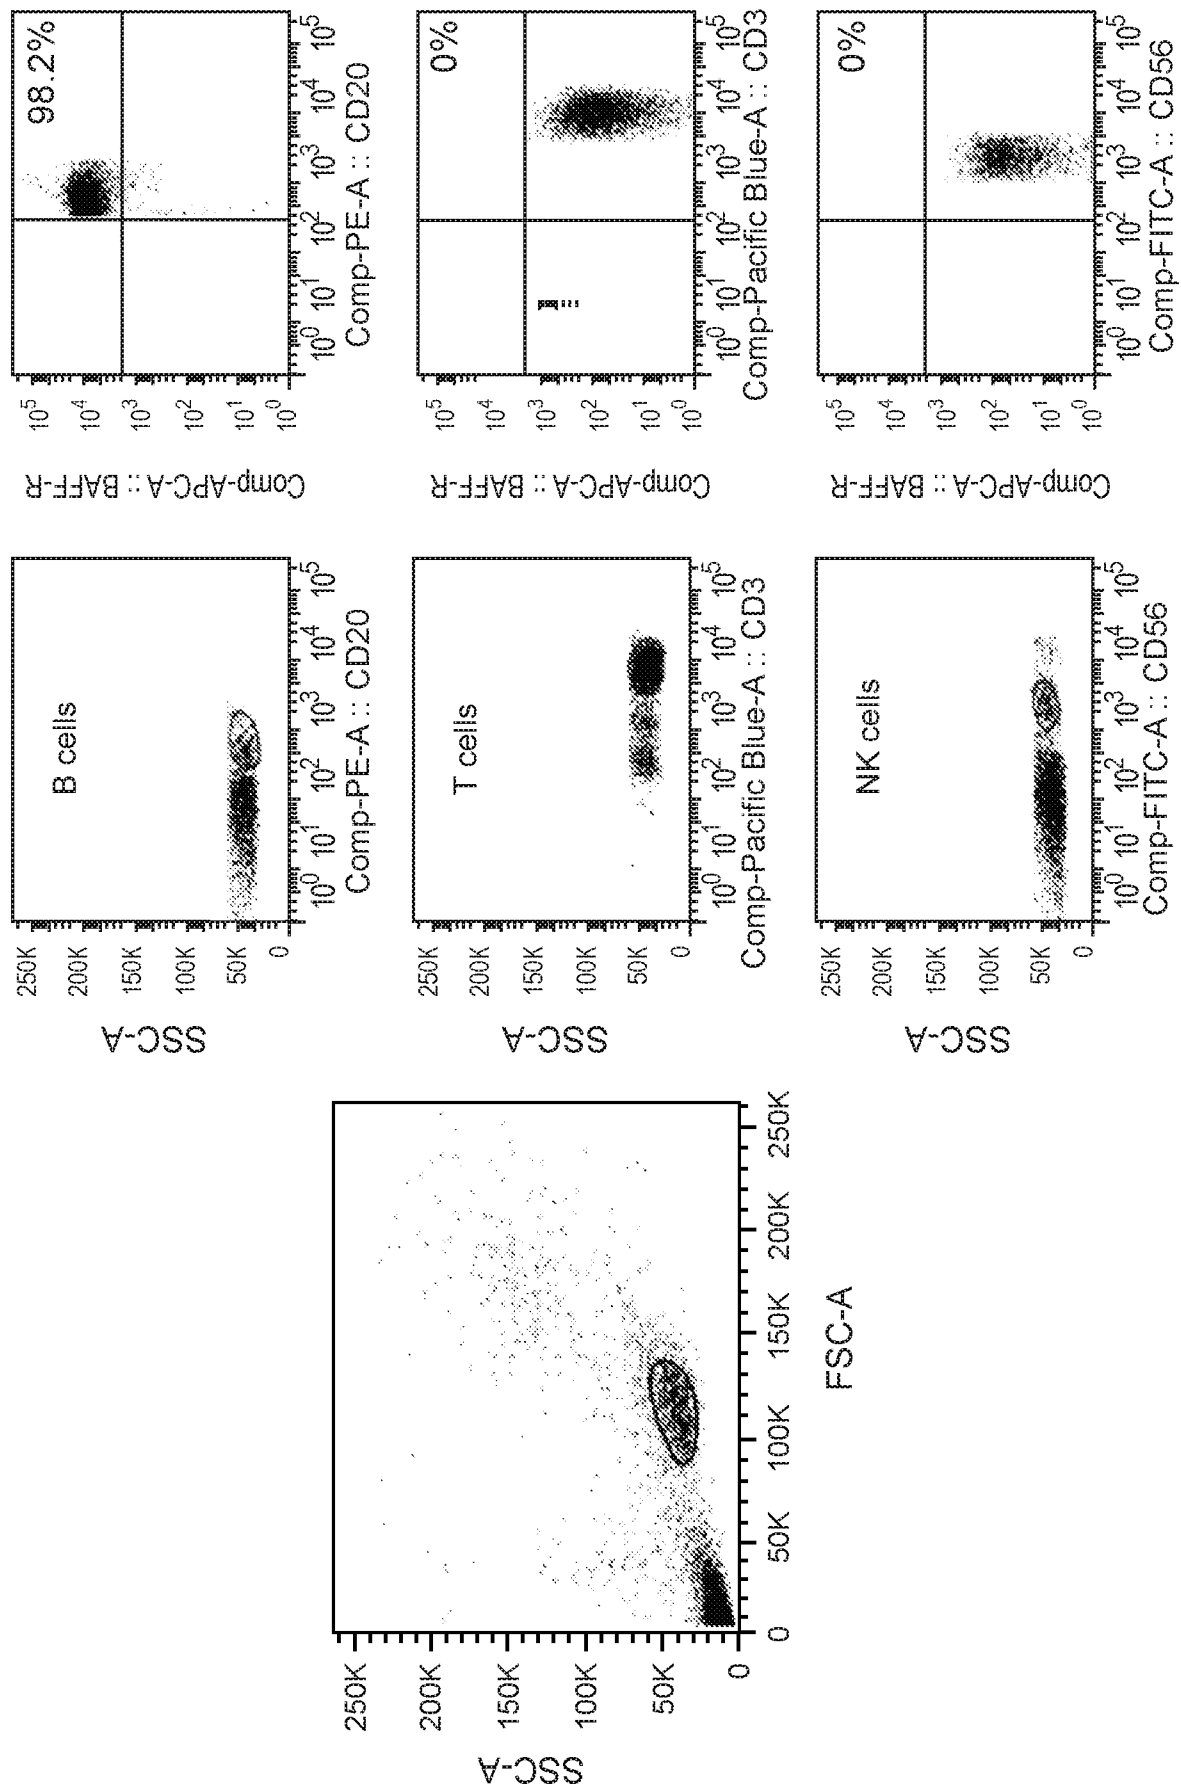 SSC-A
250K
200K
150K
100K
50K
0
0
50K
100K
150K
200K
250K
FSC-A
SSC-A
250K
200K
150K
100K
50K
0
B cells
10^0 10^1 10^2 10^3 10^4 10^5
Comp-PE-A :: CD20
SSC-A
250K
200K
150K
100K
50K
0
T cells
10^0 10^1 10^2 10^3 10^4 10^5
Comp-Pacific Blue-A :: CD3
SSC-A
250K
200K
150K
100K
50K
0
NK cells
10^0 10^1 10^2 10^3 10^4 10^5
Comp-FITC-A :: CD56
Comp-APC-A :: BAFF-R
10^5
10^4
10^3
10^2
10^1
10^0
98.2%
10^0 10^1 10^2 10^3 10^4 10^5
Comp-PE-A :: CD20
Comp-APC-A :: BAFF-R
10^5
10^4
10^3
10^2
10^1
10^0
0%
10^0 10^1 10^2 10^3 10^4 10^5
Comp-Pacific Blue-A :: CD3
Comp-APC-A :: BAFF-R
10^5
10^4
10^3
10^2
10^1
10^0
0%
10^0 10^1 10^2 10^3 10^4 10^5
Comp-FITC-A :: CD56